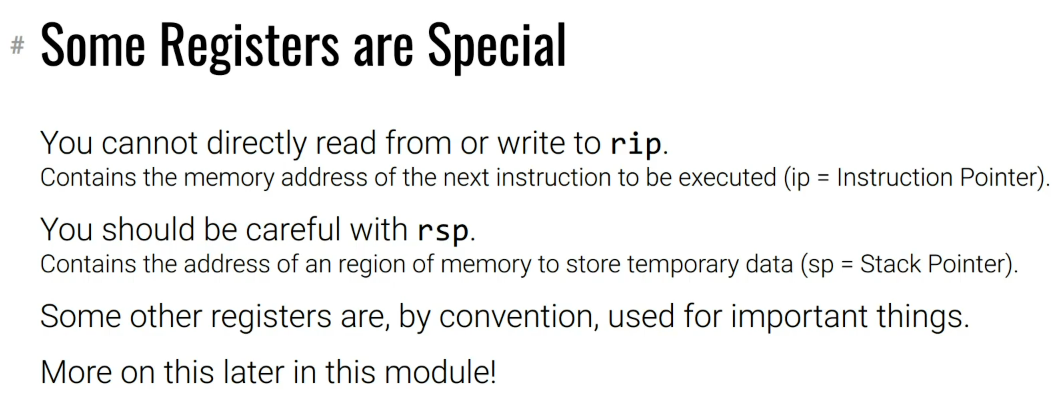 # Some Registers are Special
You cannot directly read from or write to rip.
Contains the memory address of the next instruction to be executed (ip = Instruction Pointer).
You should be careful with rsp.
Contains the address of an region of memory to store temporary data (sp = Stack Pointer).
Some other registers are, by convention, used for important things.
More on this later in this module!